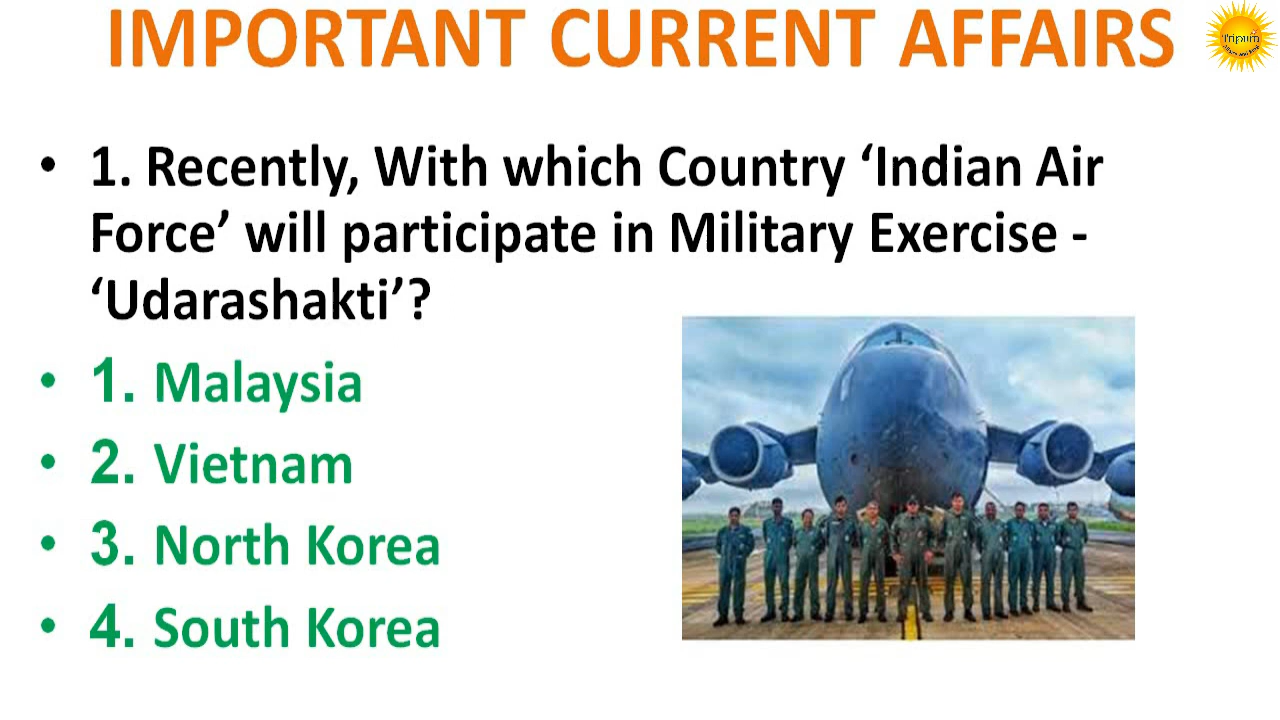 IMPORTANT CURRENT AFFAIRS
Tripura
• 1. Recently, With which Country ‘Indian Air
Force’ will participate in Military Exercise -
‘Udarashakti’?
• 1. Malaysia
• 2. Vietnam
• 3. North Korea
• 4. South Korea